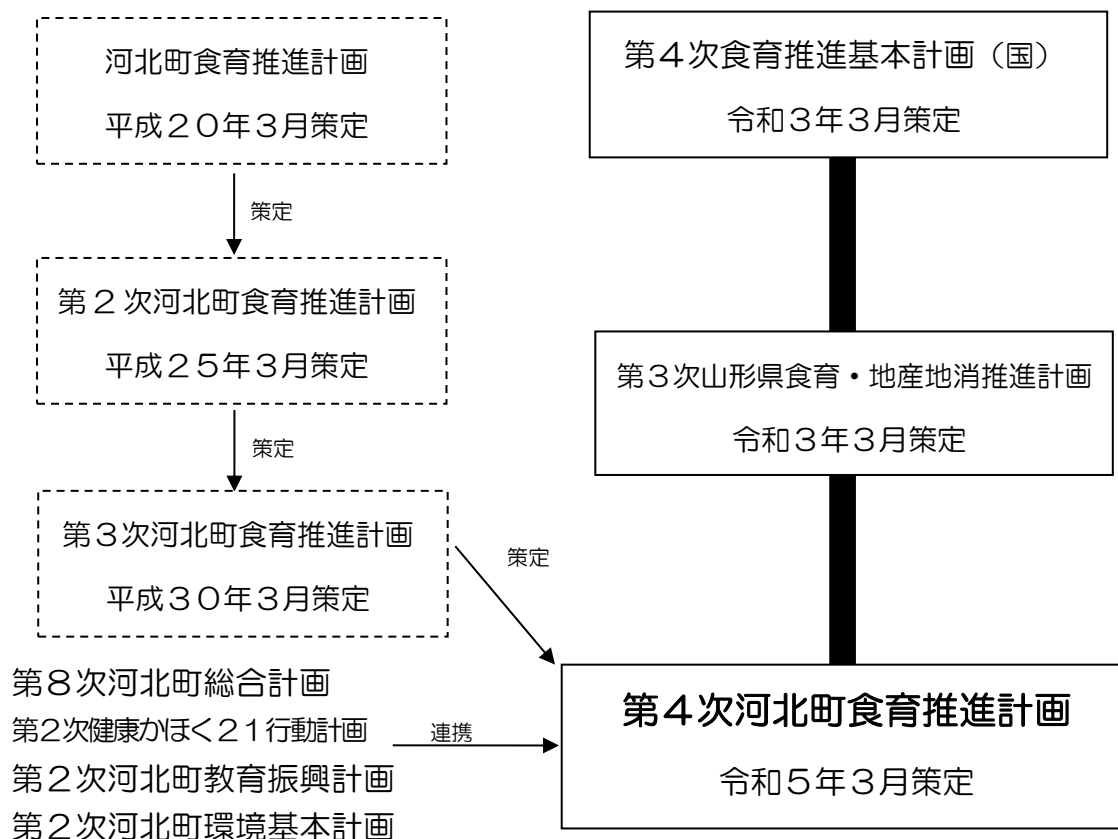 河北町食育推進計画
平成２０年３月策定
策定
第２次河北町食育推進計画
平成２５年３月策定
策定
第３次河北町食育推進計画
平成３０年３月策定
策定
第４次食育推進基本計画（国）
令和３年３月策定
第３次山形県食育・地産地消推進計画
令和３年３月策定
第８次河北町総合計画
第２次健康かほく２１行動計画
第２次河北町教育振興計画
第２次河北町環境基本計画
連携
第４次河北町食育推進計画
令和５年３月策定